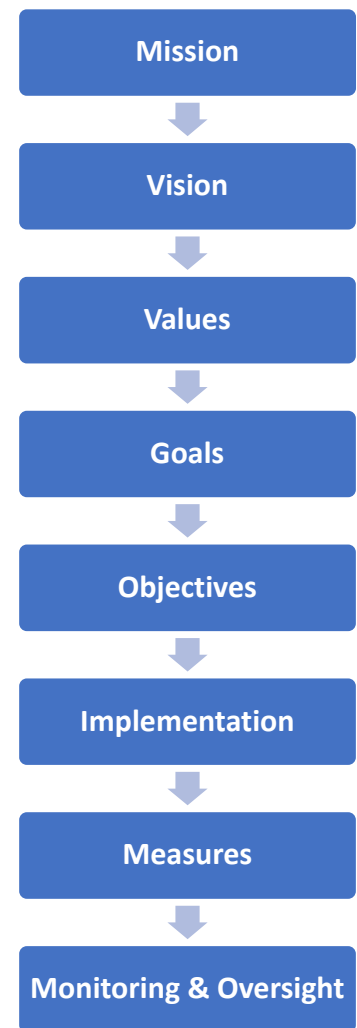 Mission
Vision
Values
Goals
Objectives
Implementation
Measures
Monitoring & Oversight